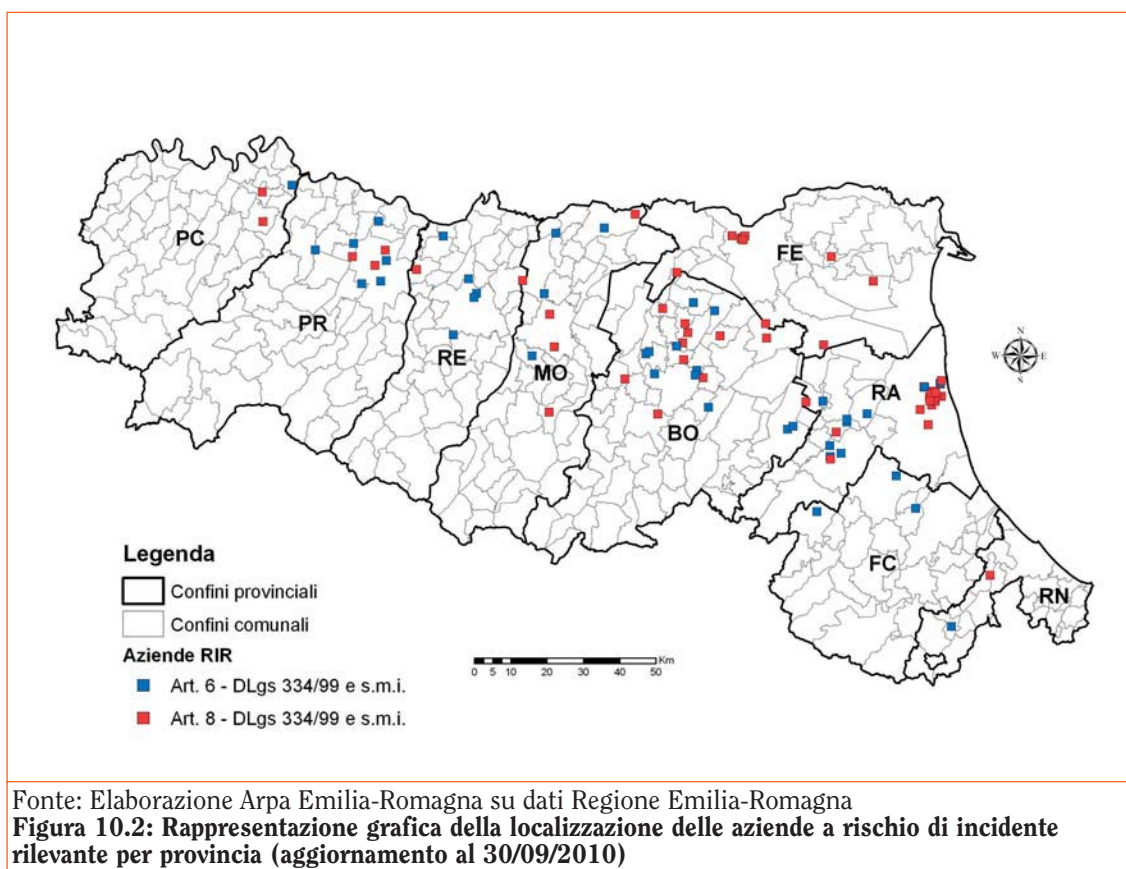 PC
PR
RE
MO
BO
FE
RA
FC
RN
N
W E
S
Legenda
Confini provinciali
Confini comunali
Aziende RIR
Art. 6 - DLgs 334/99 e s.m.i.
Art. 8 - DLgs 334/99 e s.m.i.
0 5 10 20 30 40 50 Km
Fonte: Elaborazione Arpa Emilia-Romagna su dati Regione Emilia-Romagna
Figura 10.2: Rappresentazione grafica della localizzazione delle aziende a rischio di incidente
rilevante per provincia (aggiornamento al 30/09/2010)